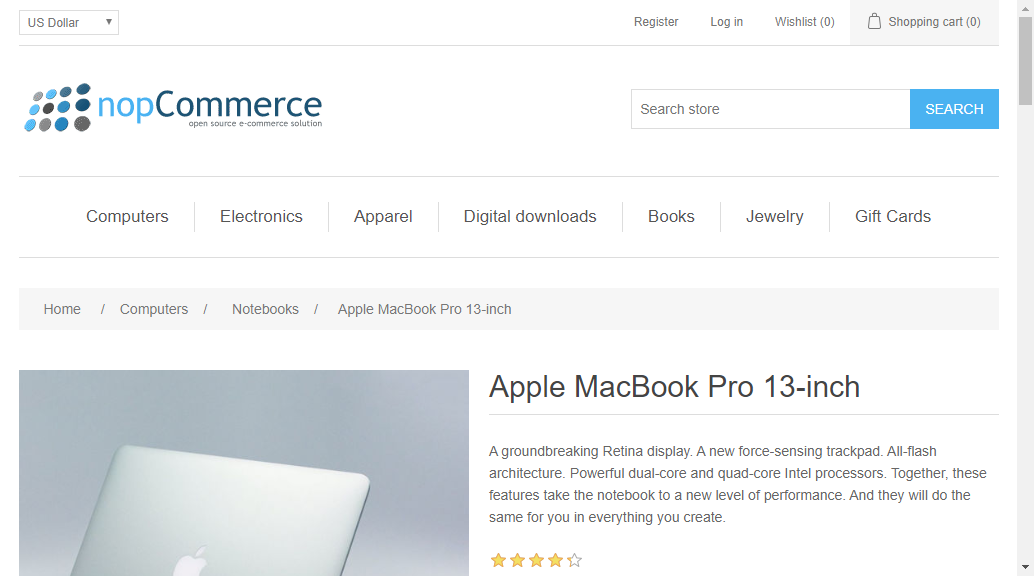 US Dollar
Register
Log in
Wishlist (0)
Shopping cart (0)
nopCommerce
open source e-commerce solution
Search store
SEARCH
Computers
Electronics
Apparel
Digital downloads
Books
Jewelry
Gift Cards
Home / Computers / Notebooks / Apple MacBook Pro 13-inch
Apple MacBook Pro 13-inch
A groundbreaking Retina display. A new force-sensing trackpad. All-flash
architecture. Powerful dual-core and quad-core Intel processors. Together, these
features take the notebook to a new level of performance. And they will do the
same for you in everything you create.